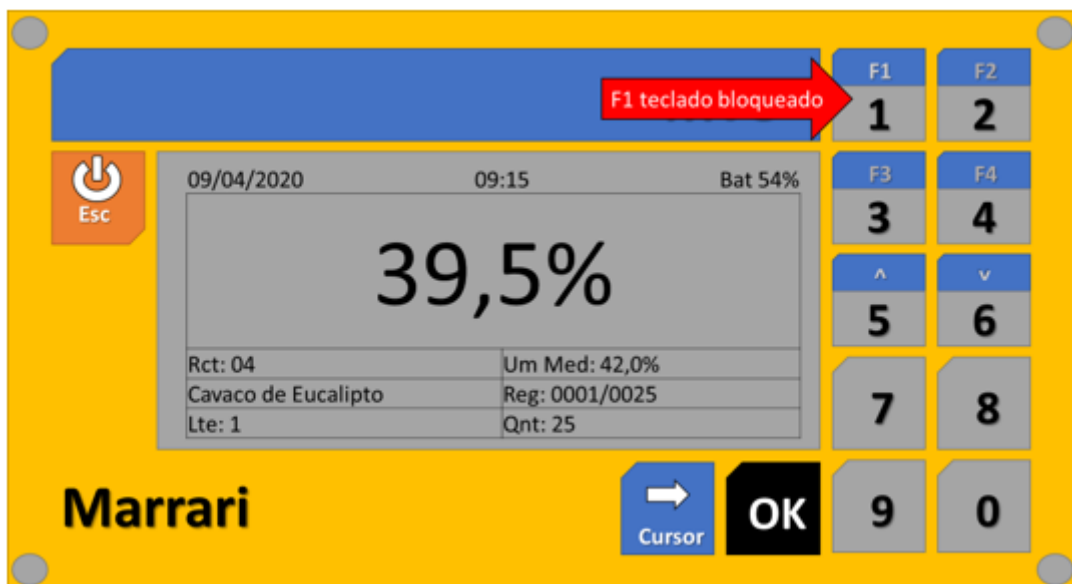 F1 teclado bloqueado
F1 F2
1 2
Esc
09/04/2020 09:15 Bat 54%
F3 F4
3 4
39,5%
^ v
5 6
Rct: 04 Um Med: 42,0%
Cavaco de Eucalipto Reg: 0001/0025
Lte: 1 Qnt: 25
7 8
Marrari
Cursor
OK
9 0